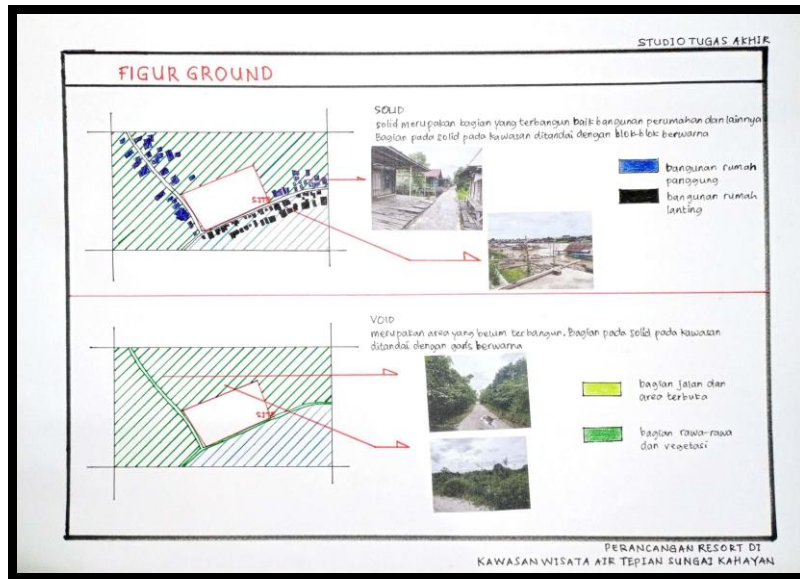 STUDIO TUGAS AKHIR
FIGUR GROUND
SOLID
solid merupakan bagian yang terbangun baik bangunan perumahan dan lainnya
Bagian pada solid pada kawasan ditandai dengan blok-blok berwarna
bangunan rumah
panggung
bangunan rumah
lanting
SITE
VOID
merupakan area yang belum terbangun. Bagian pada solid pada kawasan
ditandai dengan garis berwarna
bagian jalan dan
area terbuka
bagian rawa-rawa
dan vegetasi
SITE
PERANCANGAN RESORT DI
KAWASAN WISATA AIR TEPIAN SUNGAI KAHAYAN